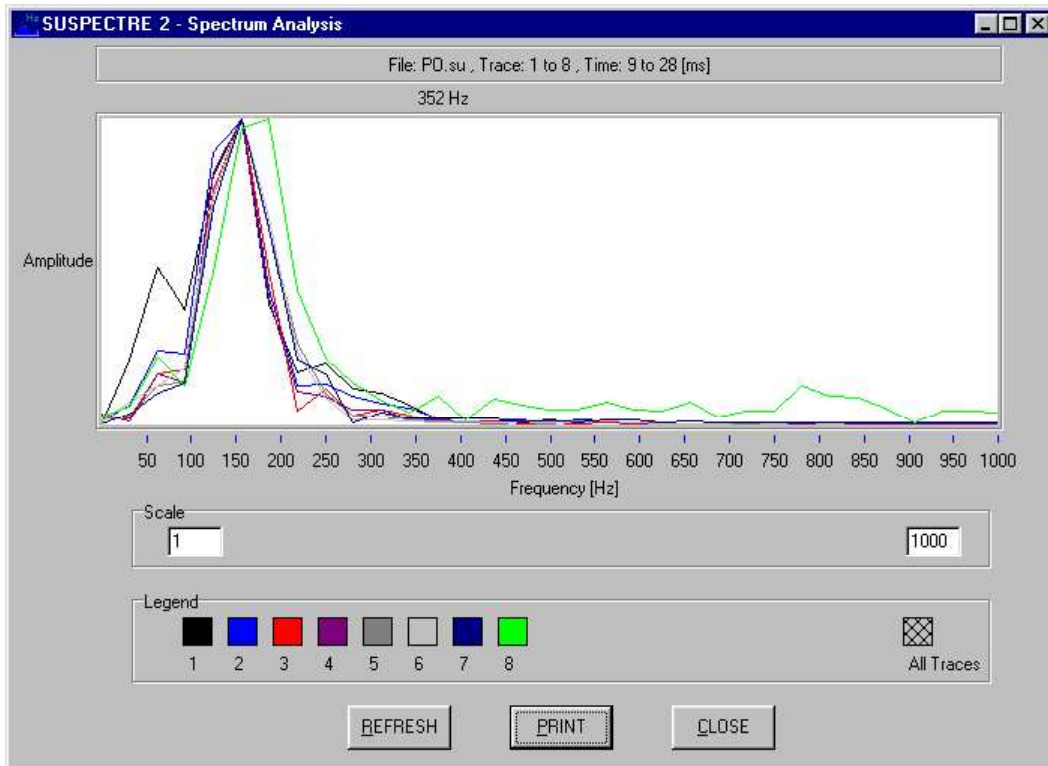 Hz
SUSPECTRE 2 - Spectrum Analysis
File: PO.su , Trace: 1 to 8 , Time: 9 to 28 [ms]
352 Hz
Amplitude
50 100 150 200 250 300 350 400 450 500 550 600 650 700 750 800 850 900 950 1000
Frequency [Hz]
Scale
1 1000
Legend
1 2 3 4 5 6 7 8 All Traces
REFRESH PRINT CLOSE